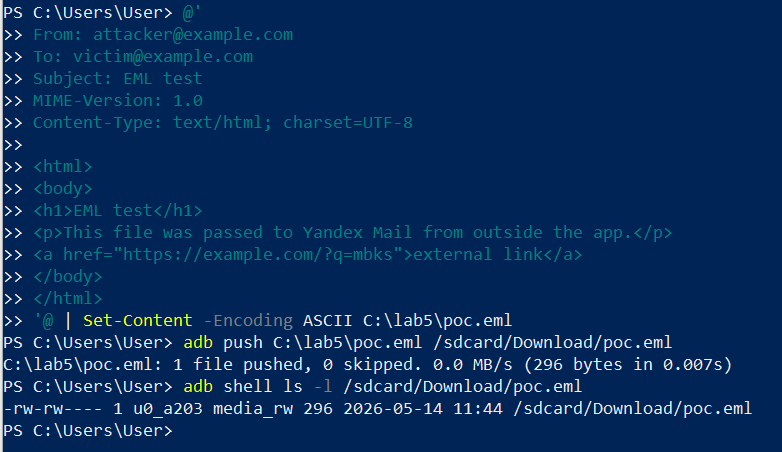 PS C:\Users\User> @'
>> From: attacker@example.com
>> To: victim@example.com
>> Subject: EML test
>> MIME-Version: 1.0
>> Content-Type: text/html; charset=UTF-8
>>
>> <html>
>> <body>
>> <h1>EML test</h1>
>> <p>This file was passed to Yandex Mail from outside the app.</p>
>> <a href="https://example.com/?q=mbks">external link</a>
>> </body>
>> </html>
>> '@ | Set-Content -Encoding ASCII C:\lab5\poc.eml
PS C:\Users\User> adb push C:\lab5\poc.eml /sdcard/Download/poc.eml
C:\lab5\poc.eml: 1 file pushed, 0 skipped. 0.0 MB/s (296 bytes in 0.007s)
PS C:\Users\User> adb shell ls -l /sdcard/Download/poc.eml
-rw-rw---- 1 u0_a203 media_rw 296 2026-05-14 11:44 /sdcard/Download/poc.eml
PS C:\Users\User>